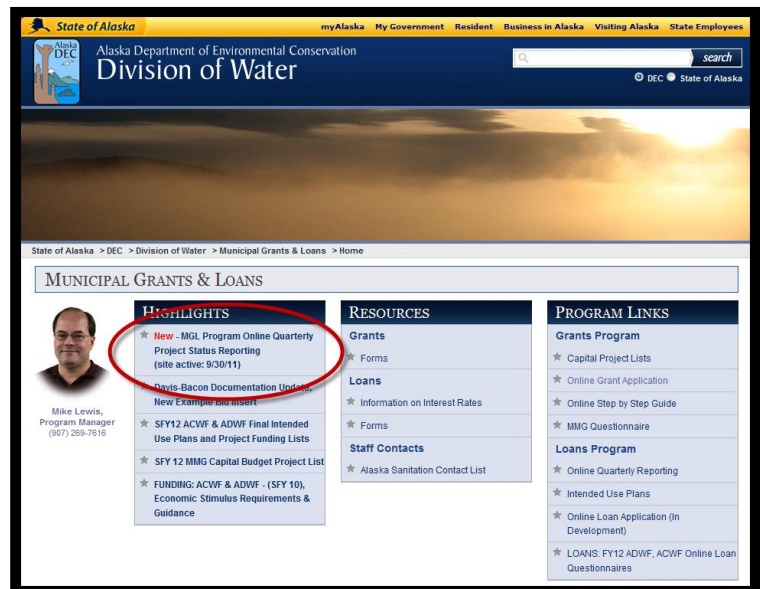 State of Alaska
myAlaska My Government Resident Business in Alaska Visiting Alaska State Employees
Alaska
DEC
Alaska Department of Environmental Conservation
Division of Water
search
DEC State of Alaska
State of Alaska > DEC > Division of Water > Municipal Grants & Loans > Home
MUNICIPAL GRANTS & LOANS
Mike Lewis,
Program Manager
(907) 269-7616
HIGHLIGHTS
New - MGL Program Online Quarterly
Project Status Reporting
(site active: 9/30/11)
Davis-Bacon Documentation Update,
New Example Bid Insert
SFY12 ACWF & ADWF Final Intended
Use Plans and Project Funding Lists
SFY 12 MMG Capital Budget Project List
FUNDING: ACWF & ADWF - (SFY 10),
Economic Stimulus Requirements &
Guidance
RESOURCES
Grants
Forms
Loans
Information on Interest Rates
Forms
Staff Contacts
Alaska Sanitation Contact List
PROGRAM LINKS
Grants Program
Capital Project Lists
Online Grant Application
Online Step by Step Guide
MMG Questionnaire
Loans Program
Online Quarterly Reporting
Intended Use Plans
Online Loan Application (In
Development)
LOANS: FY12 ADWF, ACWF Online Loan
Questionnaires